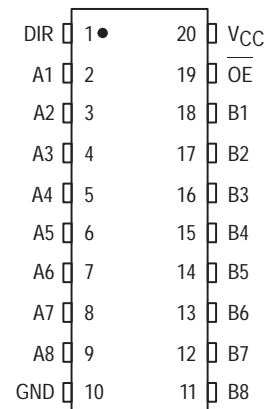 DIR 1 20 VCC
A1 2 19 OE
A2 3 18 B1
A3 4 17 B2
A4 5 16 B3
A5 6 15 B4
A6 7 14 B5
A7 8 13 B6
A8 9 12 B7
GND 10 11 B8